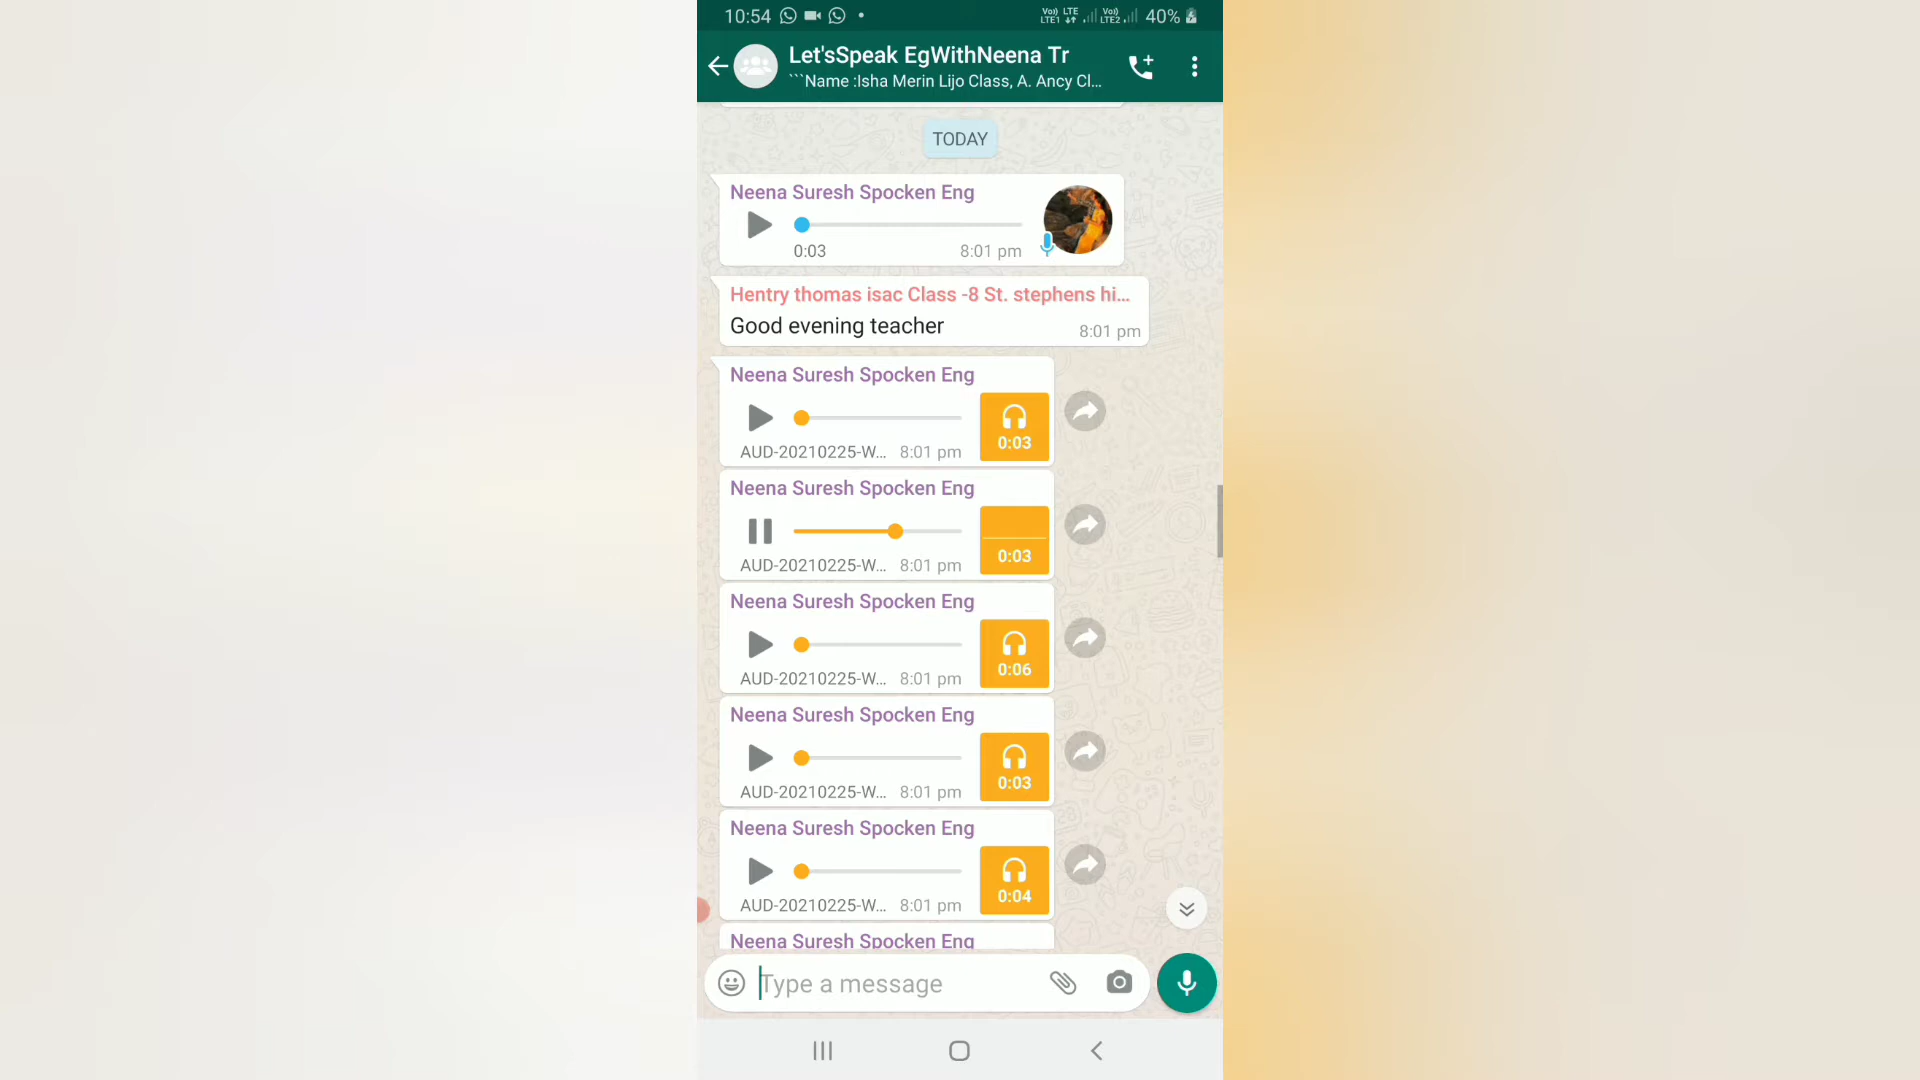 10:54
Vo) LTE LTE1 Vo) LTE2 40%
Let'sSpeak EgWithNeena Tr
```Name :Isha Merin Lijo Class, A. Ancy Cl...
TODAY
Neena Suresh Spocken Eng
0:03 8:01 pm
Hentry thomas isac Class -8 St. stephens hi...
Good evening teacher
8:01 pm
Neena Suresh Spocken Eng
0:03
AUD-20210225-W... 8:01 pm
Neena Suresh Spocken Eng
0:03
AUD-20210225-W... 8:01 pm
Neena Suresh Spocken Eng
0:06
AUD-20210225-W... 8:01 pm
Neena Suresh Spocken Eng
0:03
AUD-20210225-W... 8:01 pm
Neena Suresh Spocken Eng
0:04
AUD-20210225-W... 8:01 pm
Neena Suresh Spocken Eng
Type a message